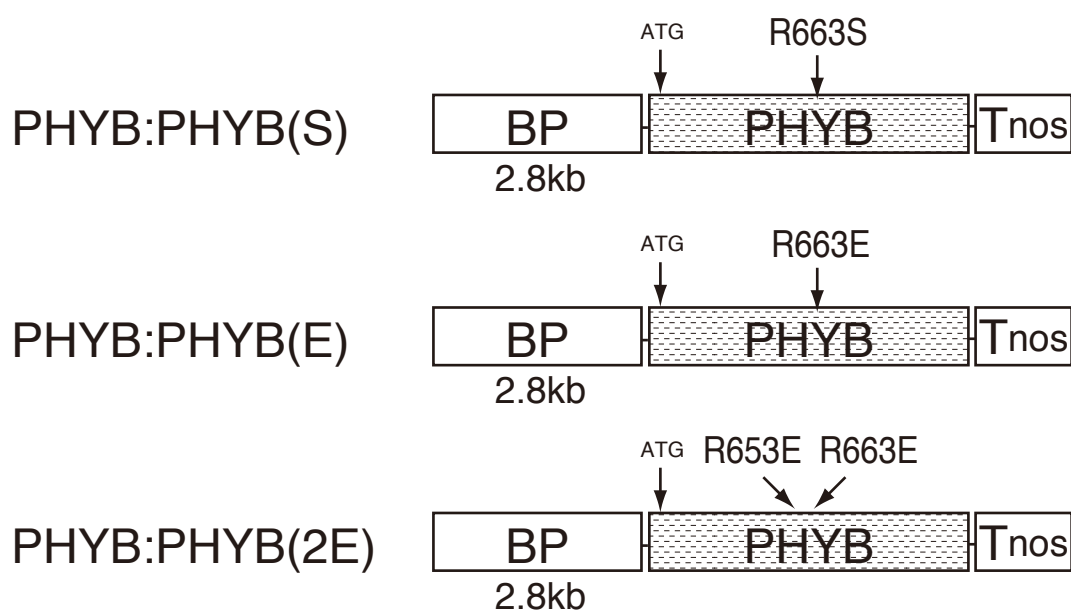 ATG R663S
PHYB:PHYB(S) BP PHYB Tnos
2.8kb
ATG R663E
PHYB:PHYB(E) BP PHYB Tnos
2.8kb
ATG R653E R663E
PHYB:PHYB(2E) BP PHYB Tnos
2.8kb